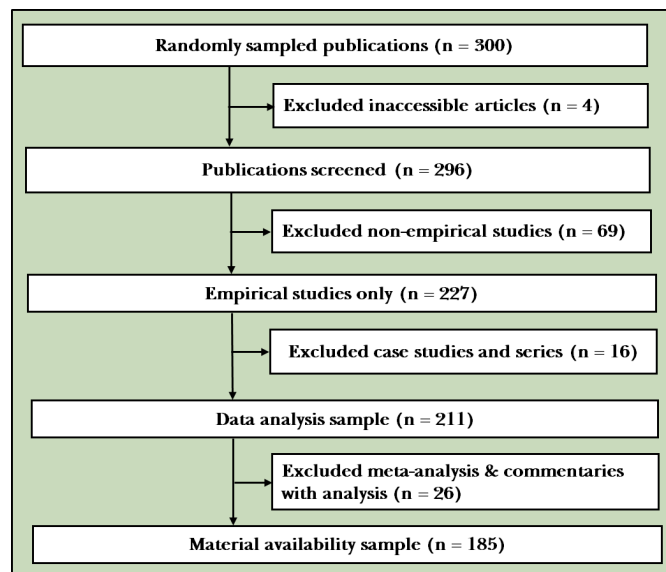 Randomly sampled publications (n = 300)
Excluded inaccessible articles (n = 4)
Publications screened (n = 296)
Excluded non-empirical studies (n = 69)
Empirical studies only (n = 227)
Excluded case studies and series (n = 16)
Data analysis sample (n = 211)
Excluded meta-analysis & commentaries
with analysis (n = 26)
Material availability sample (n = 185)